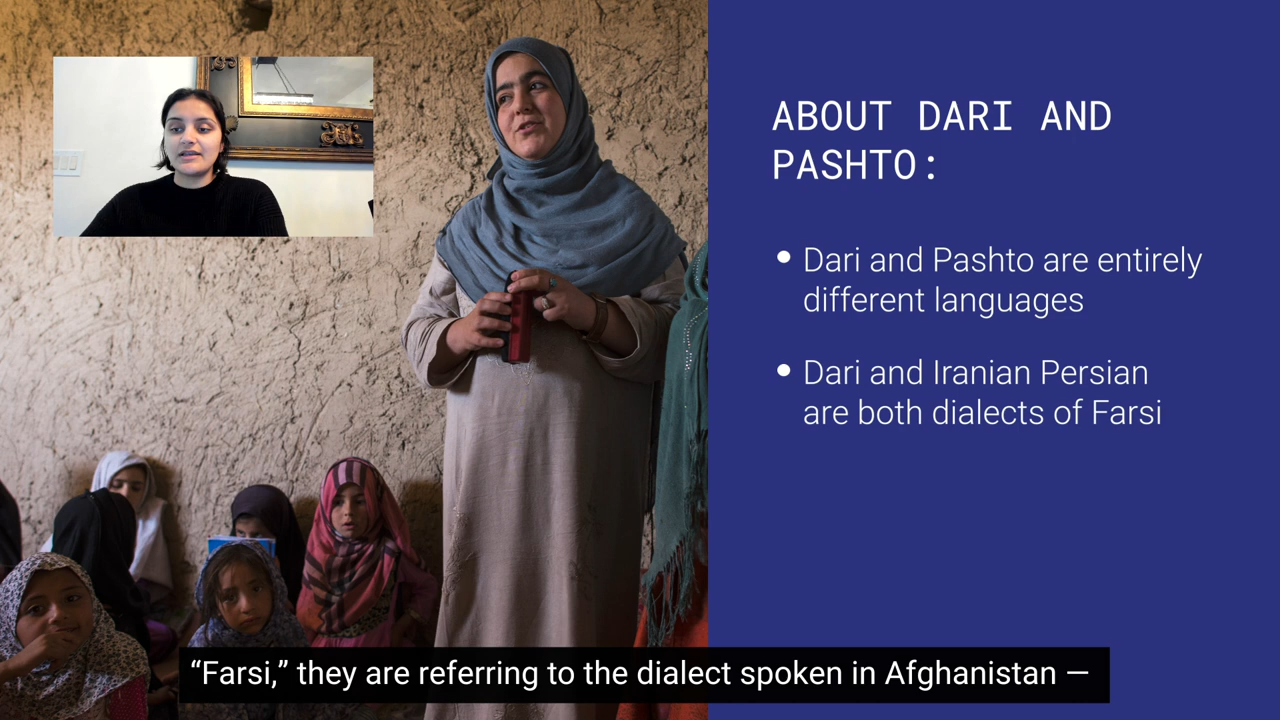 ABOUT DARI AND
PASHTO:
• Dari and Pashto are entirely
different languages
• Dari and Iranian Persian
are both dialects of Farsi
“Farsi,” they are referring to the dialect spoken in Afghanistan —